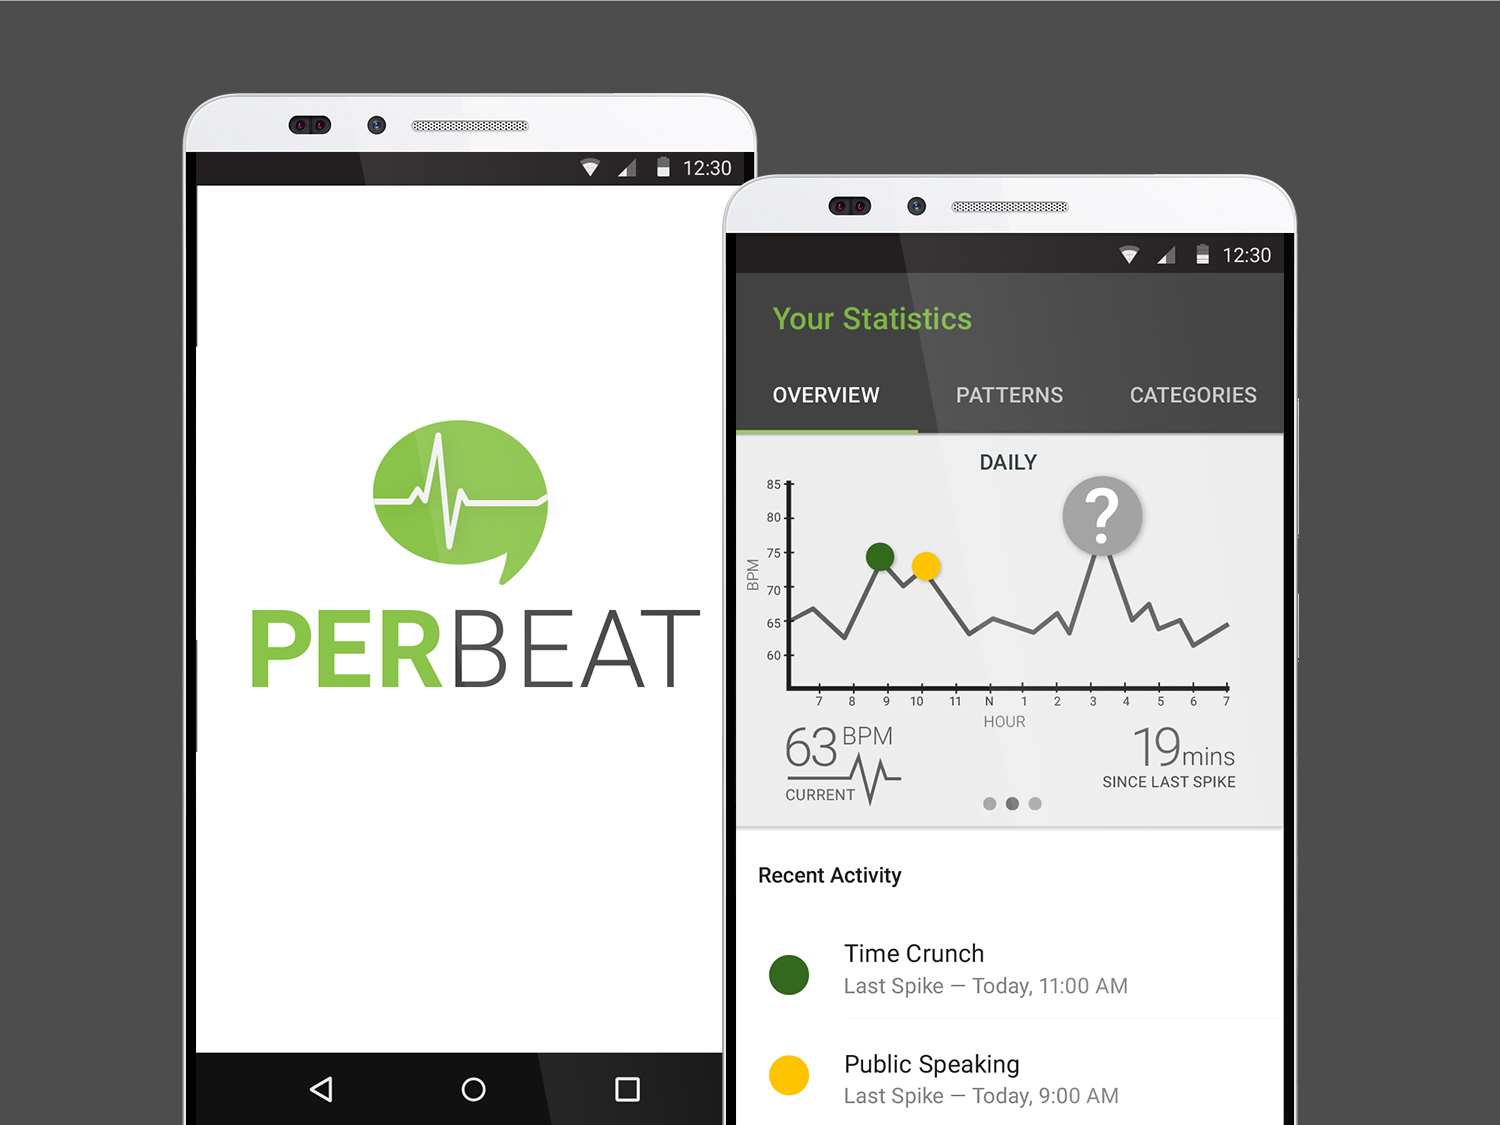 12:30
PERBEAT
12:30
Your Statistics
OVERVIEW PATTERNS CATEGORIES
DAILY
85
80
75
70
65
60
BPM
?
7 8 9 10 11 N 1 2 3 4 5 6 7
HOUR
63 BPM
CURRENT
19 mins
SINCE LAST SPIKE
Recent Activity
Time Crunch
Last Spike — Today, 11:00 AM
Public Speaking
Last Spike — Today, 9:00 AM